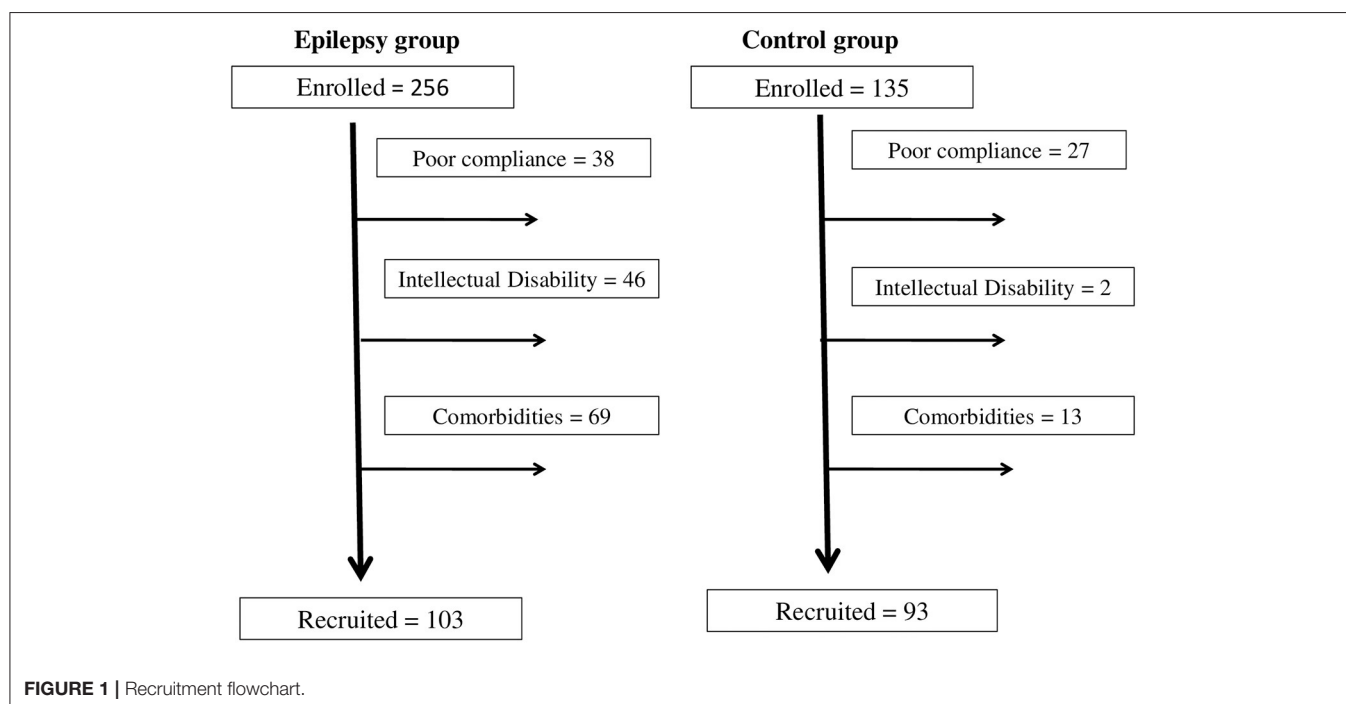 Epilepsy group
Enrolled = 256
Poor compliance = 38
Intellectual Disability = 46
Comorbidities = 69
Recruited = 103
Control group
Enrolled = 135
Poor compliance = 27
Intellectual Disability = 2
Comorbidities = 13
Recruited = 93
FIGURE 1 | Recruitment flowchart.